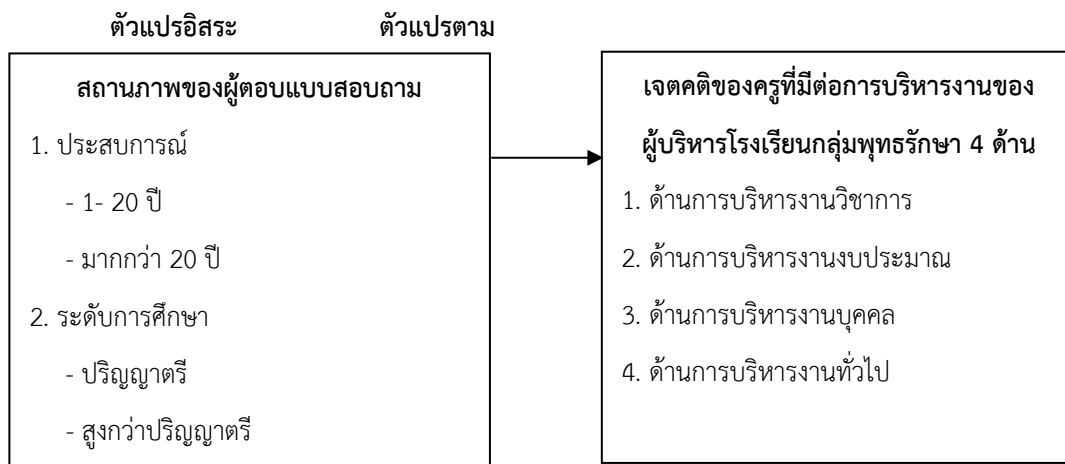 ตัวแปรอิสระ ตัวแปรตาม
สถานภาพของผู้ตอบแบบสอบถาม
1. ประสบการณ์
- 1- 20 ปี
- มากกว่า 20 ปี
2. ระดับการศึกษา
- ปริญญาตรี
- สูงกว่าปริญญาตรี
เจตคติของครูที่มีต่อการบริหารงานของ
ผู้บริหารโรงเรียนกลุ่มพุทธรักษา 4 ด้าน
1. ด้านการบริหารงานวิชาการ
2. ด้านการบริหารงานงบประมาณ
3. ด้านการบริหารงานบุคคล
4. ด้านการบริหารงานทั่วไป